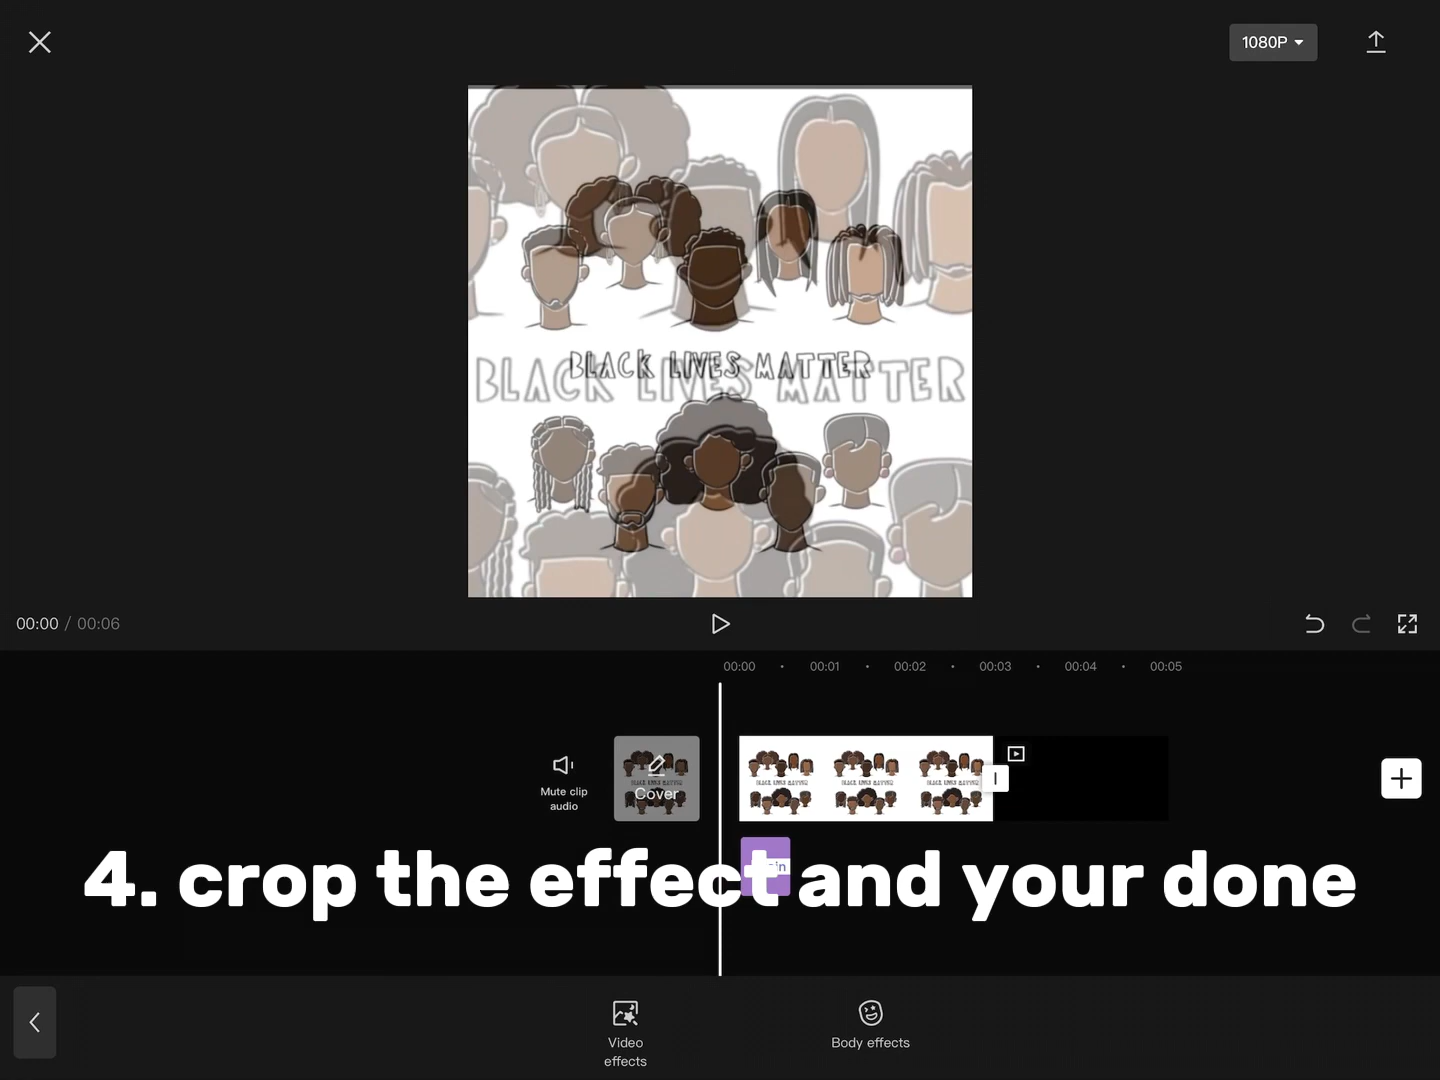 1080P
BLACK LIVES MATTER
BLACK LIVES MATTER
00:00 / 00:06
00:00 00:01 00:02 00:03 00:04 00:05
Mute clip
audio
Cover
4. crop the effect and your done
Video
effects
Body effects